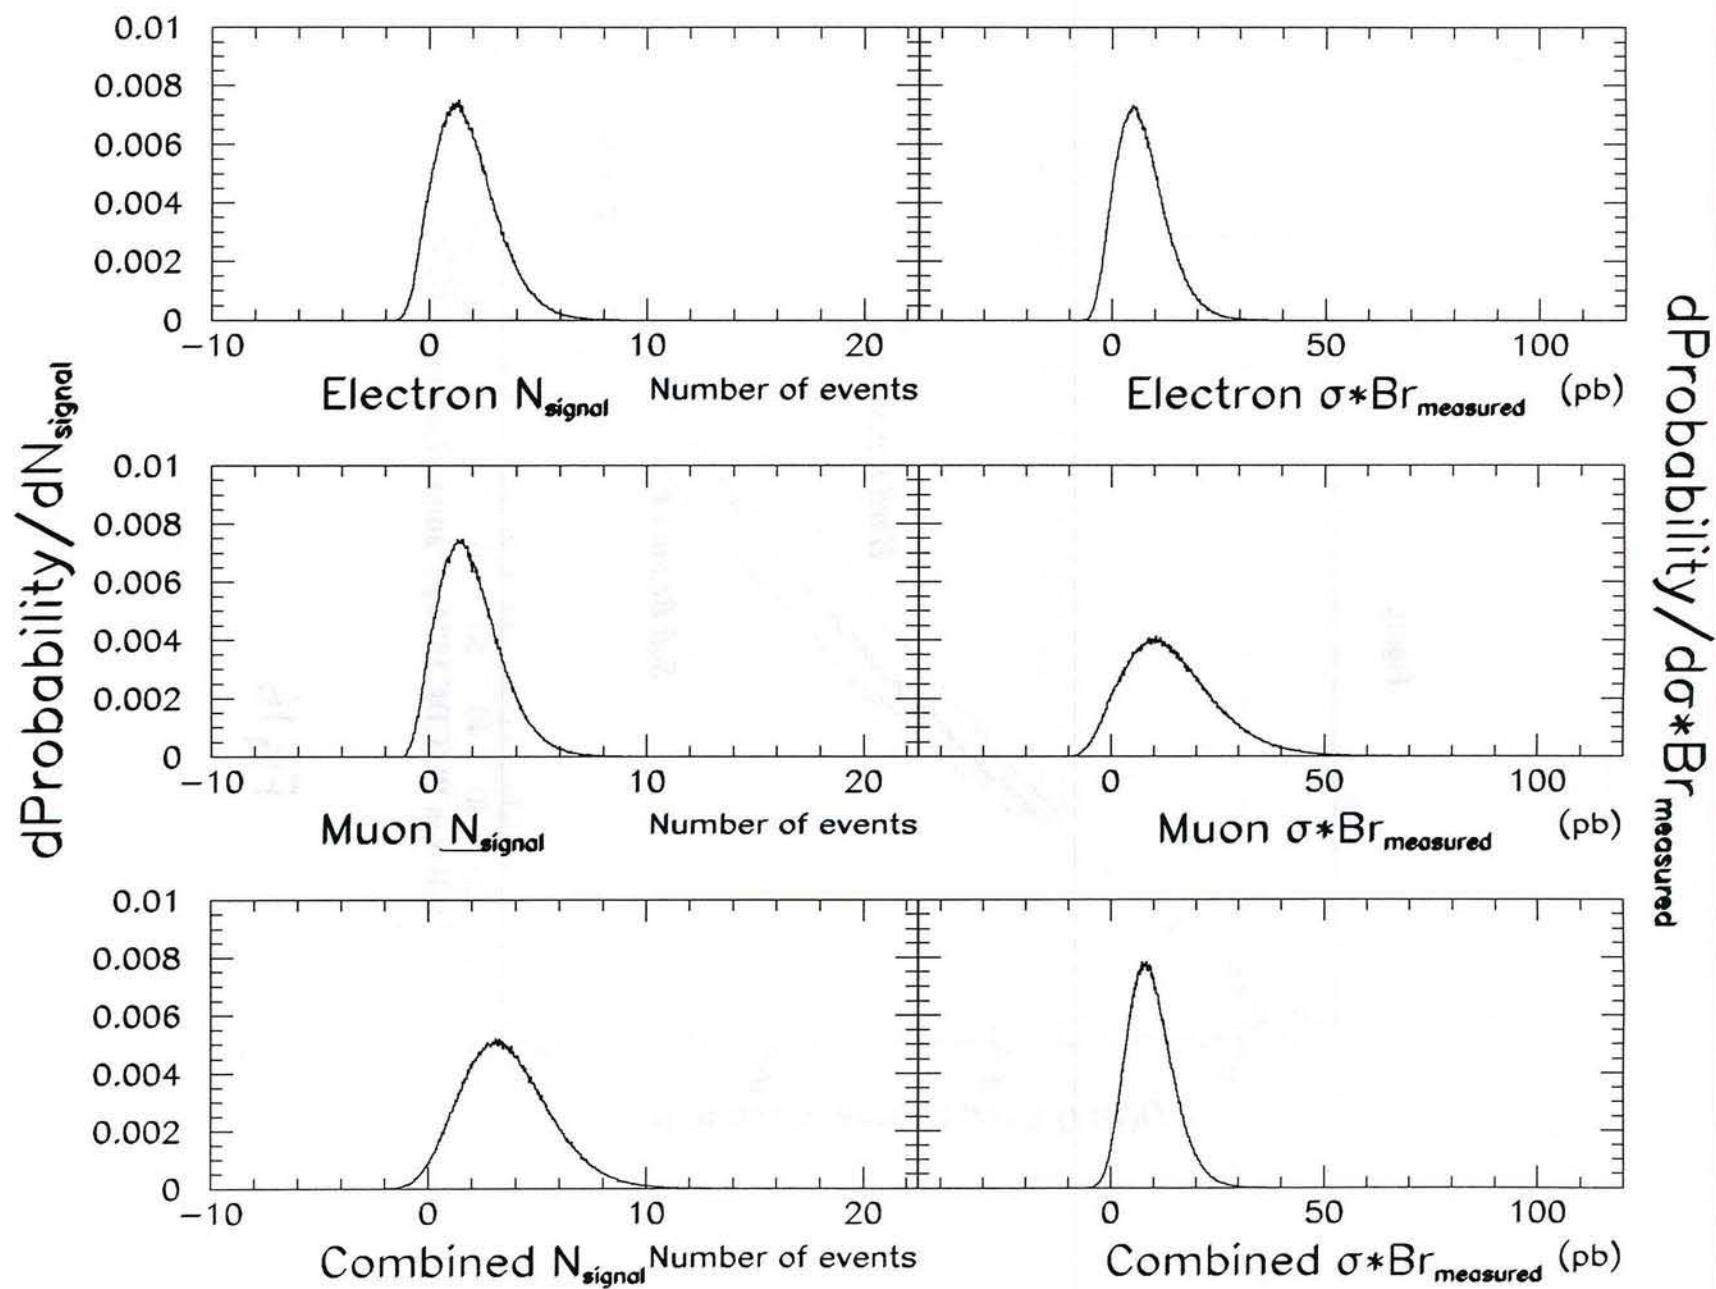 dProbability/dN_signal
0.01
0.008
0.006
0.004
0.002
0
−10 0 10 20
Electron N_signal Number of events
0 50 100
Electron σ*Br_measured (pb)
0.01
0.008
0.006
0.004
0.002
0
−10 0 10 20
Muon N_signal Number of events
0 50 100
Muon σ*Br_measured (pb)
0.01
0.008
0.006
0.004
0.002
0
−10 0 10 20
Combined N_signal Number of events
0 50 100
Combined σ*Br_measured (pb)
dProbability/dσ*Br_measured